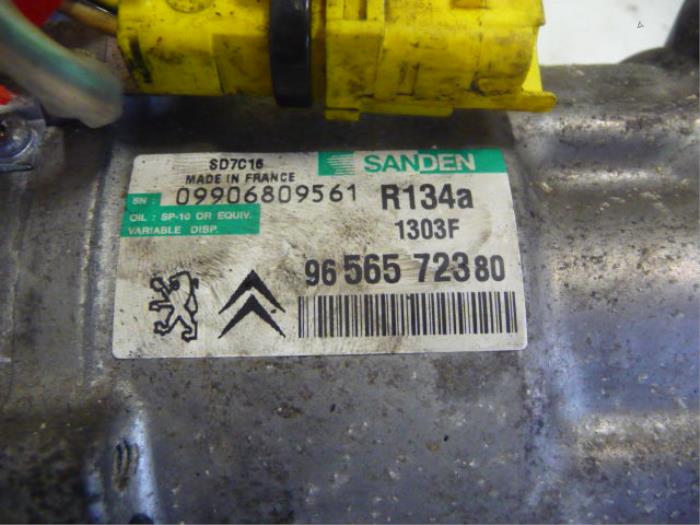 SD7C16
MADE IN FRANCE
SANDEN
SN : 09906809561
R134a
OIL : SP-10 OR EQUIV.
VARIABLE DISP.
1303F
96 565 723 80